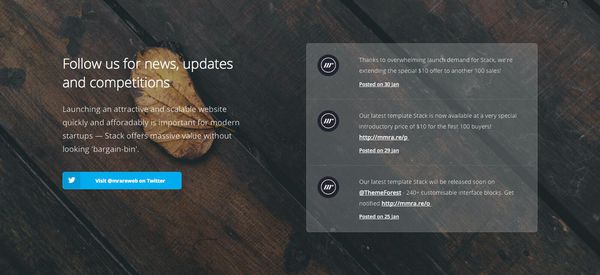 Follow us for news, updates
and competitions
Launching an attractive and scalable website
quickly and affordably is important for modern
startups — Stack offers massive value without
looking 'bargain-bin'.
Visit @mrareweb on Twitter
Thanks to overwhelming launch demand for Stack, we're
extending the special $10 offer to another 100 sales!
Posted on 30 Jan
Our latest template Stack is now available at a very special
introductory price of $10 for the first 100 buyers!
http://mmra.re/p
Posted on 29 Jan
Our latest template Stack will be released soon on
@ThemeForest - 240+ customisable interface blocks. Get
notified http://mmra.re/o
Posted on 25 Jan